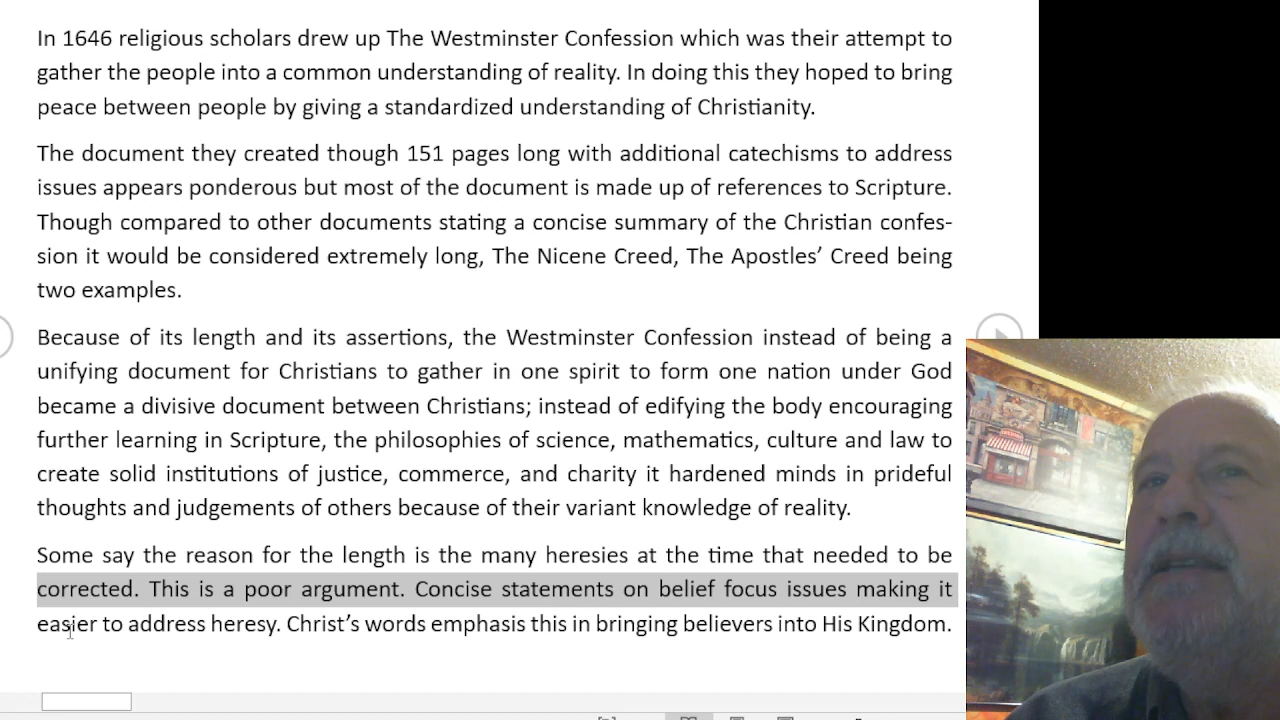 In 1646 religious scholars drew up The Westminster Confession which was their attempt to
gather the people into a common understanding of reality. In doing this they hoped to bring
peace between people by giving a standardized understanding of Christianity.
The document they created though 151 pages long with additional catechisms to address
issues appears ponderous but most of the document is made up of references to Scripture.
Though compared to other documents stating a concise summary of the Christian confes-
sion it would be considered extremely long, The Nicene Creed, The Apostles’ Creed being
two examples.
Because of its length and its assertions, the Westminster Confession instead of being a
unifying document for Christians to gather in one spirit to form one nation under God
became a divisive document between Christians; instead of edifying the body encouraging
further learning in Scripture, the philosophies of science, mathematics, culture and law to
create solid institutions of justice, commerce, and charity it hardened minds in prideful
thoughts and judgements of others because of their variant knowledge of reality.
Some say the reason for the length is the many heresies at the time that needed to be
corrected. This is a poor argument. Concise statements on belief focus issues making it
easier to address heresy. Christ’s words emphasis this in bringing believers into His Kingdom.